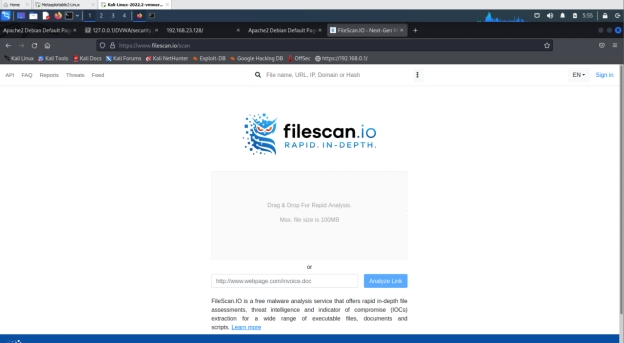 Home
Metasploitable2-Linux
Kali-Linux-2022.2-vmwar...
1 2 3 4
5:55
Apache2 Debian Default Pag
127.0.0.1/DVWA/security
192.168.23.128/
Apache2 Debian Default Pag
FileScan.IO - Next-Gen M
https://www.filescan.io/scan
Kali Linux Kali Tools Kali Docs Kali Forums Kali NetHunter Exploit-DB Google Hacking DB OffSec https://192.168.0.1/
API FAQ Reports Threats Feed
File name, URL, IP, Domain or Hash
EN
Sign in
filescan.io
RAPID. IN-DEPTH.
Drag & Drop For Rapid Analysis.
Max. file size is 100MB
or
http://www.webpage.com/invoice.doc
Analyze Link
FileScan.IO is a free malware analysis service that offers rapid in-depth file
assessments, threat intelligence and indicator of compromise (IOCs)
extraction for a wide range of executable files, documents and
scripts. Learn more